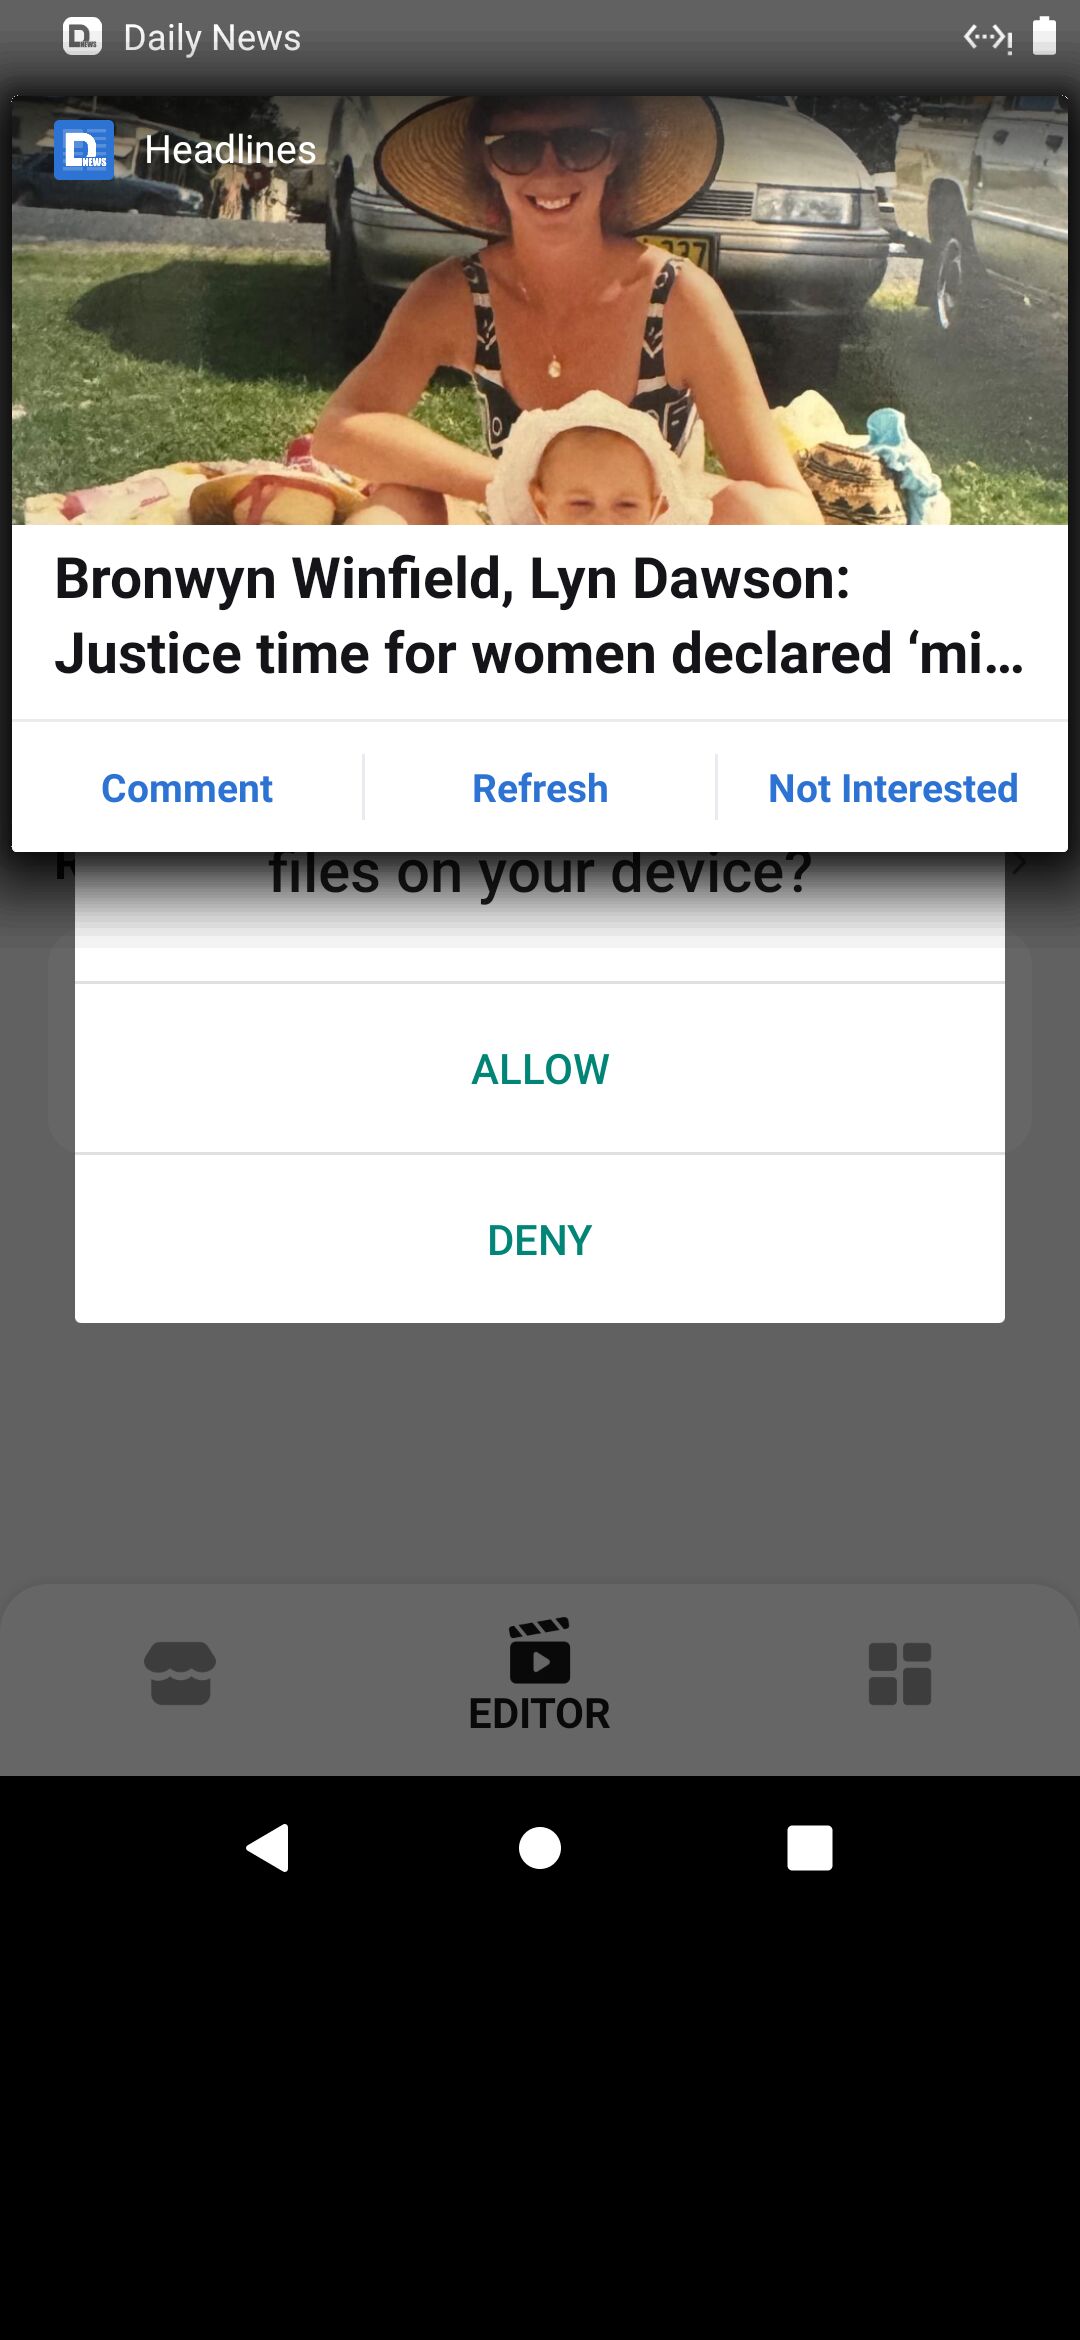 Daily News
Headlines
Bronwyn Winfield, Lyn Dawson:
Justice time for women declared ‘mi…
Comment
Refresh
Not Interested
files on your device?
ALLOW
DENY
EDITOR